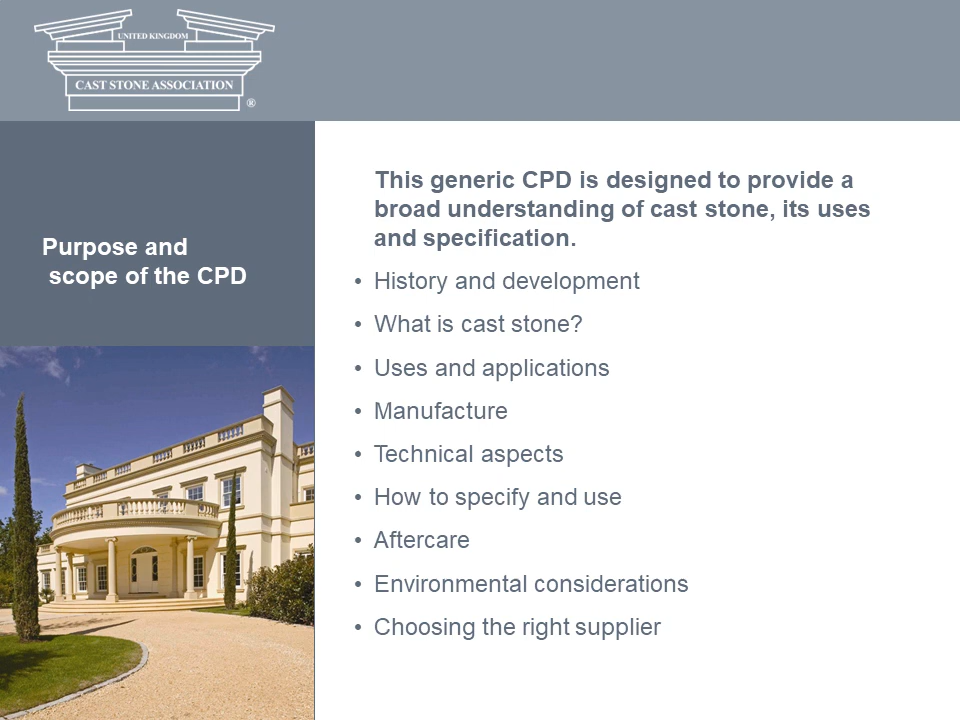 UNITED KINGDOM
CAST STONE ASSOCIATION
®
Purpose and
scope of the CPD
This generic CPD is designed to provide a
broad understanding of cast stone, its uses
and specification.
• History and development
• What is cast stone?
• Uses and applications
• Manufacture
• Technical aspects
• How to specify and use
• Aftercare
• Environmental considerations
• Choosing the right supplier